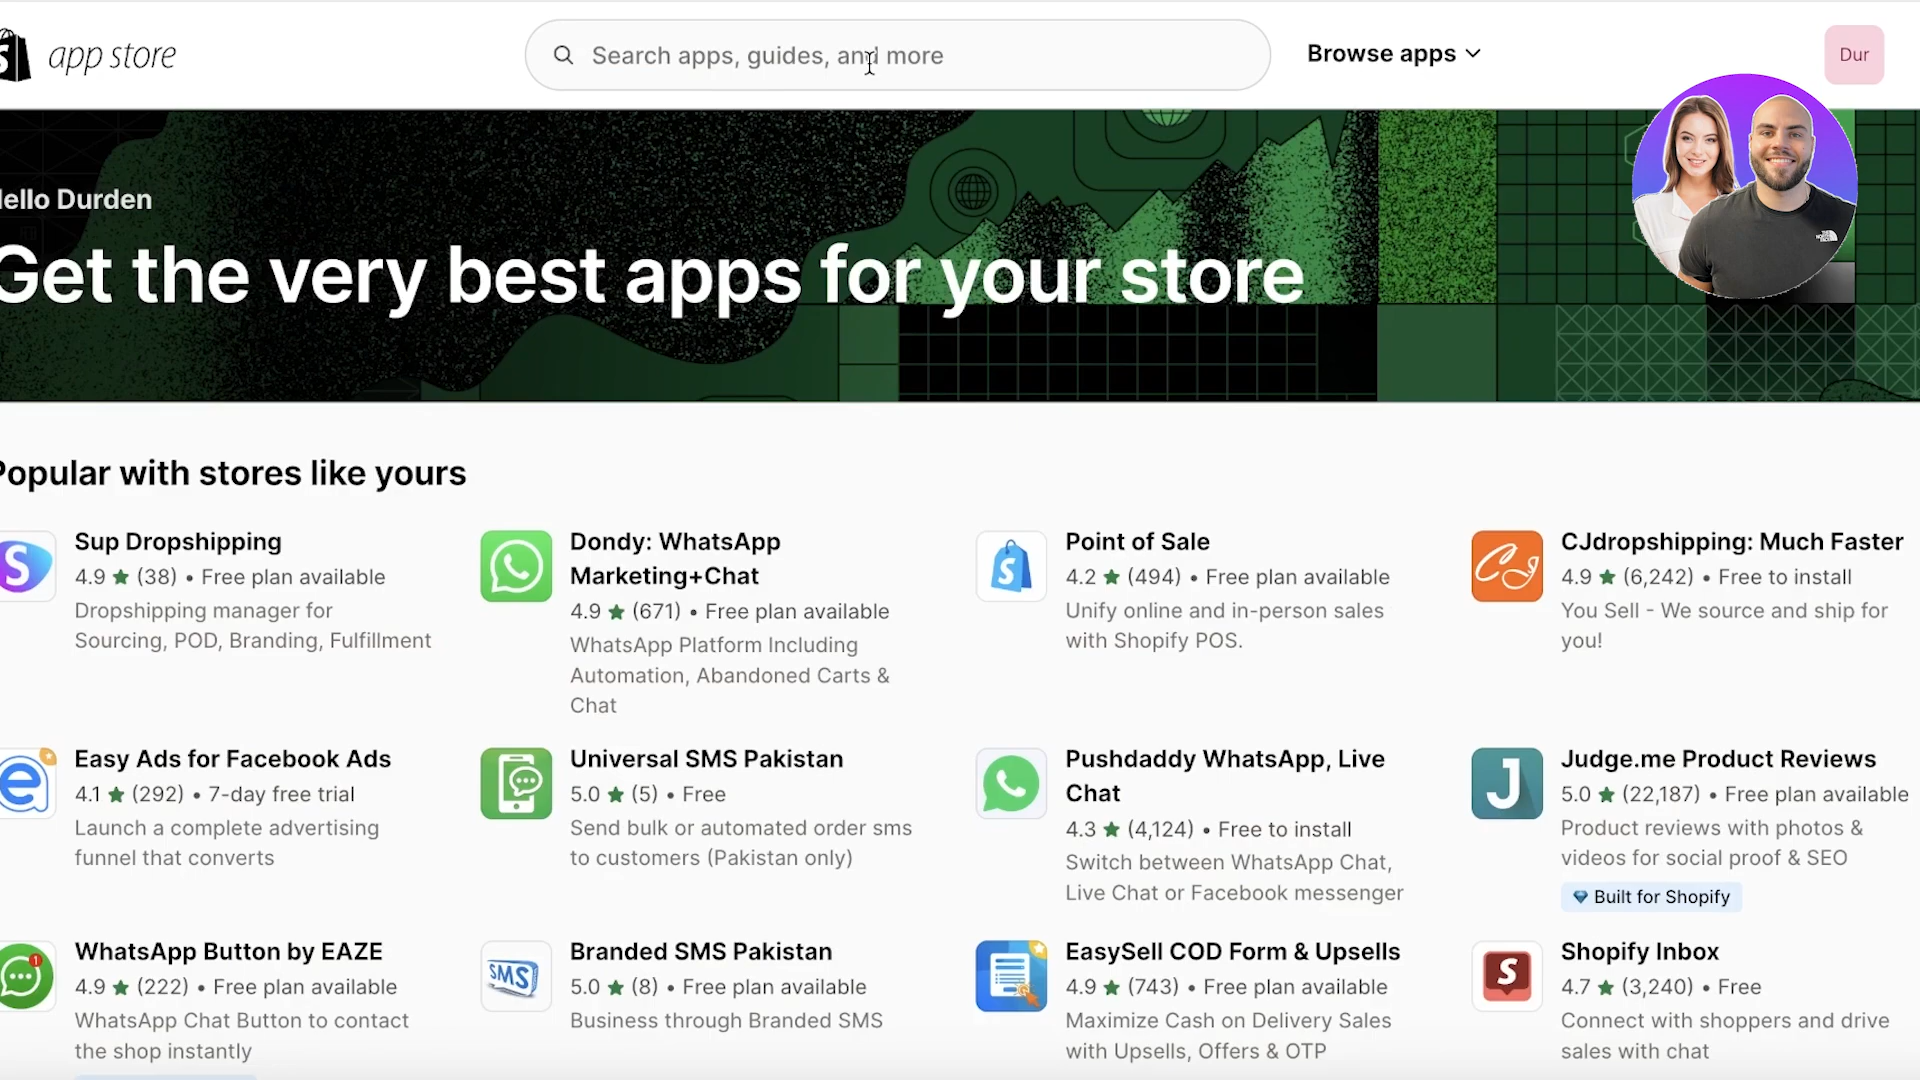 app store
Search apps, guides, and more
Browse apps
Dur
Hello Durden
Get the very best apps for your store
Popular with stores like yours
Sup Dropshipping
4.9 ★ (38) • Free plan available
Dropshipping manager for
Sourcing, POD, Branding, Fulfillment
Dondy: WhatsApp
Marketing+Chat
4.9 ★ (671) • Free plan available
WhatsApp Platform Including
Automation, Abandoned Carts &
Chat
Point of Sale
4.2 ★ (494) • Free plan available
Unify online and in-person sales
with Shopify POS.
CJdropshipping: Much Faster
4.9 ★ (6,242) • Free to install
You Sell - We source and ship for
you!
Easy Ads for Facebook Ads
4.1 ★ (292) • 7-day free trial
Launch a complete advertising
funnel that converts
Universal SMS Pakistan
5.0 ★ (5) • Free
Send bulk or automated order sms
to customers (Pakistan only)
Pushdaddy WhatsApp, Live
Chat
4.3 ★ (4,124) • Free to install
Switch between WhatsApp Chat,
Live Chat or Facebook messenger
Judge.me Product Reviews
5.0 ★ (22,187) • Free plan available
Product reviews with photos &
videos for social proof & SEO
Built for Shopify
WhatsApp Button by EAZE
4.9 ★ (222) • Free plan available
WhatsApp Chat Button to contact
the shop instantly
SMS
Branded SMS Pakistan
5.0 ★ (8) • Free plan available
Business through Branded SMS
EasySell COD Form & Upsells
4.9 ★ (743) • Free plan available
Maximize Cash on Delivery Sales
with Upsells, Offers & OTP
Shopify Inbox
4.7 ★ (3,240) • Free
Connect with shoppers and drive
sales with chat